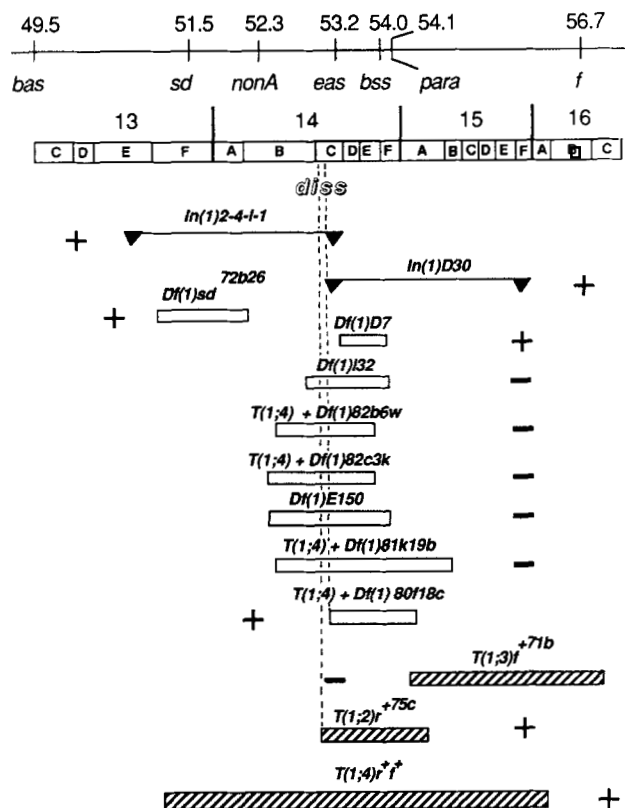 49.5 51.5 52.3 53.2 54.0 54.1 56.7
bas sd nonA eas bss para f
13 14 15 16
C D E F A B C D E F A B C D E F A B C
diss
In(1)2-4-l-1
+
In(1)D30
+
Df(1)sd 72b26
+
Df(1)D7
+
Df(1)l32
−
T(1;4) + Df(1)82b6w
−
T(1;4) + Df(1)82c3k
−
Df(1)E150
−
T(1;4) + Df(1)81k19b
−
T(1;4) + Df(1) 80f18c
+
T(1;3)f +71b
−
T(1;2)r +75c
+
T(1;4)r+f+
+